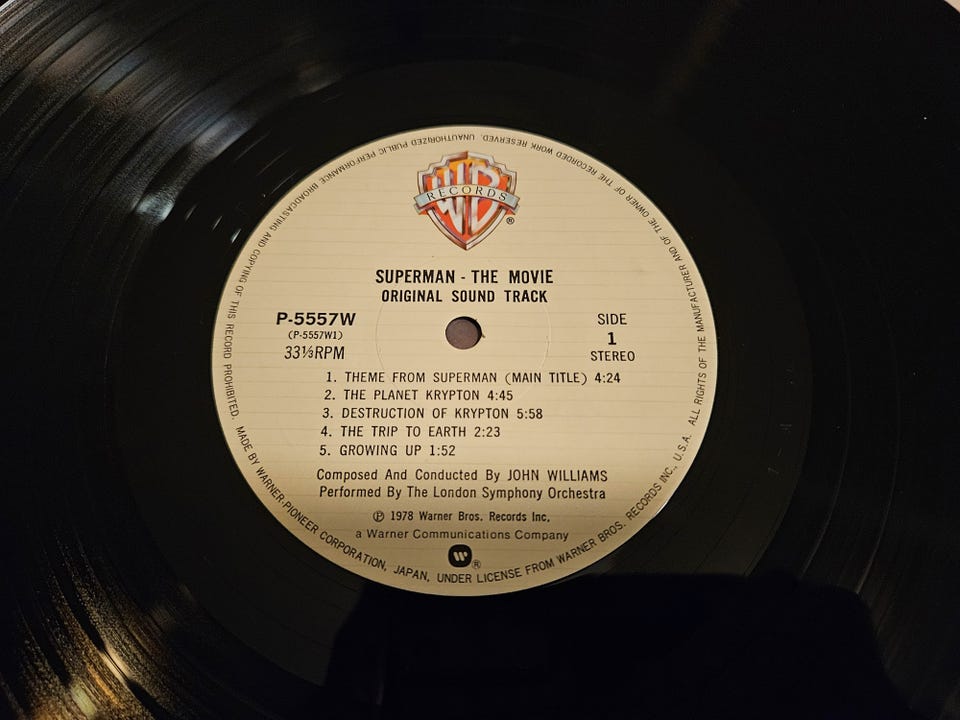 WB
RECORDS
®
SUPERMAN - THE MOVIE
ORIGINAL SOUND TRACK
P-5557W
(P-5557W1)
33⅓RPM
SIDE
1
STEREO
1. THEME FROM SUPERMAN (MAIN TITLE) 4:24
2. THE PLANET KRYPTON 4:45
3. DESTRUCTION OF KRYPTON 5:58
4. THE TRIP TO EARTH 2:23
5. GROWING UP 1:52
Composed And Conducted By JOHN WILLIAMS
Performed By The London Symphony Orchestra
℗ 1978 Warner Bros. Records Inc.
a Warner Communications Company
®
MADE BY WARNER-PIONEER CORPORATION, JAPAN, UNDER LICENSE FROM WARNER BROS. RECORDS INC., U.S.A. ALL RIGHTS OF THE MANUFACTURER AND OF THE OWNER OF THE RECORDED WORK RESERVED. UNAUTHORIZED PUBLIC PERFORMANCE BROADCASTING AND COPYING OF THIS RECORD PROHIBITED.